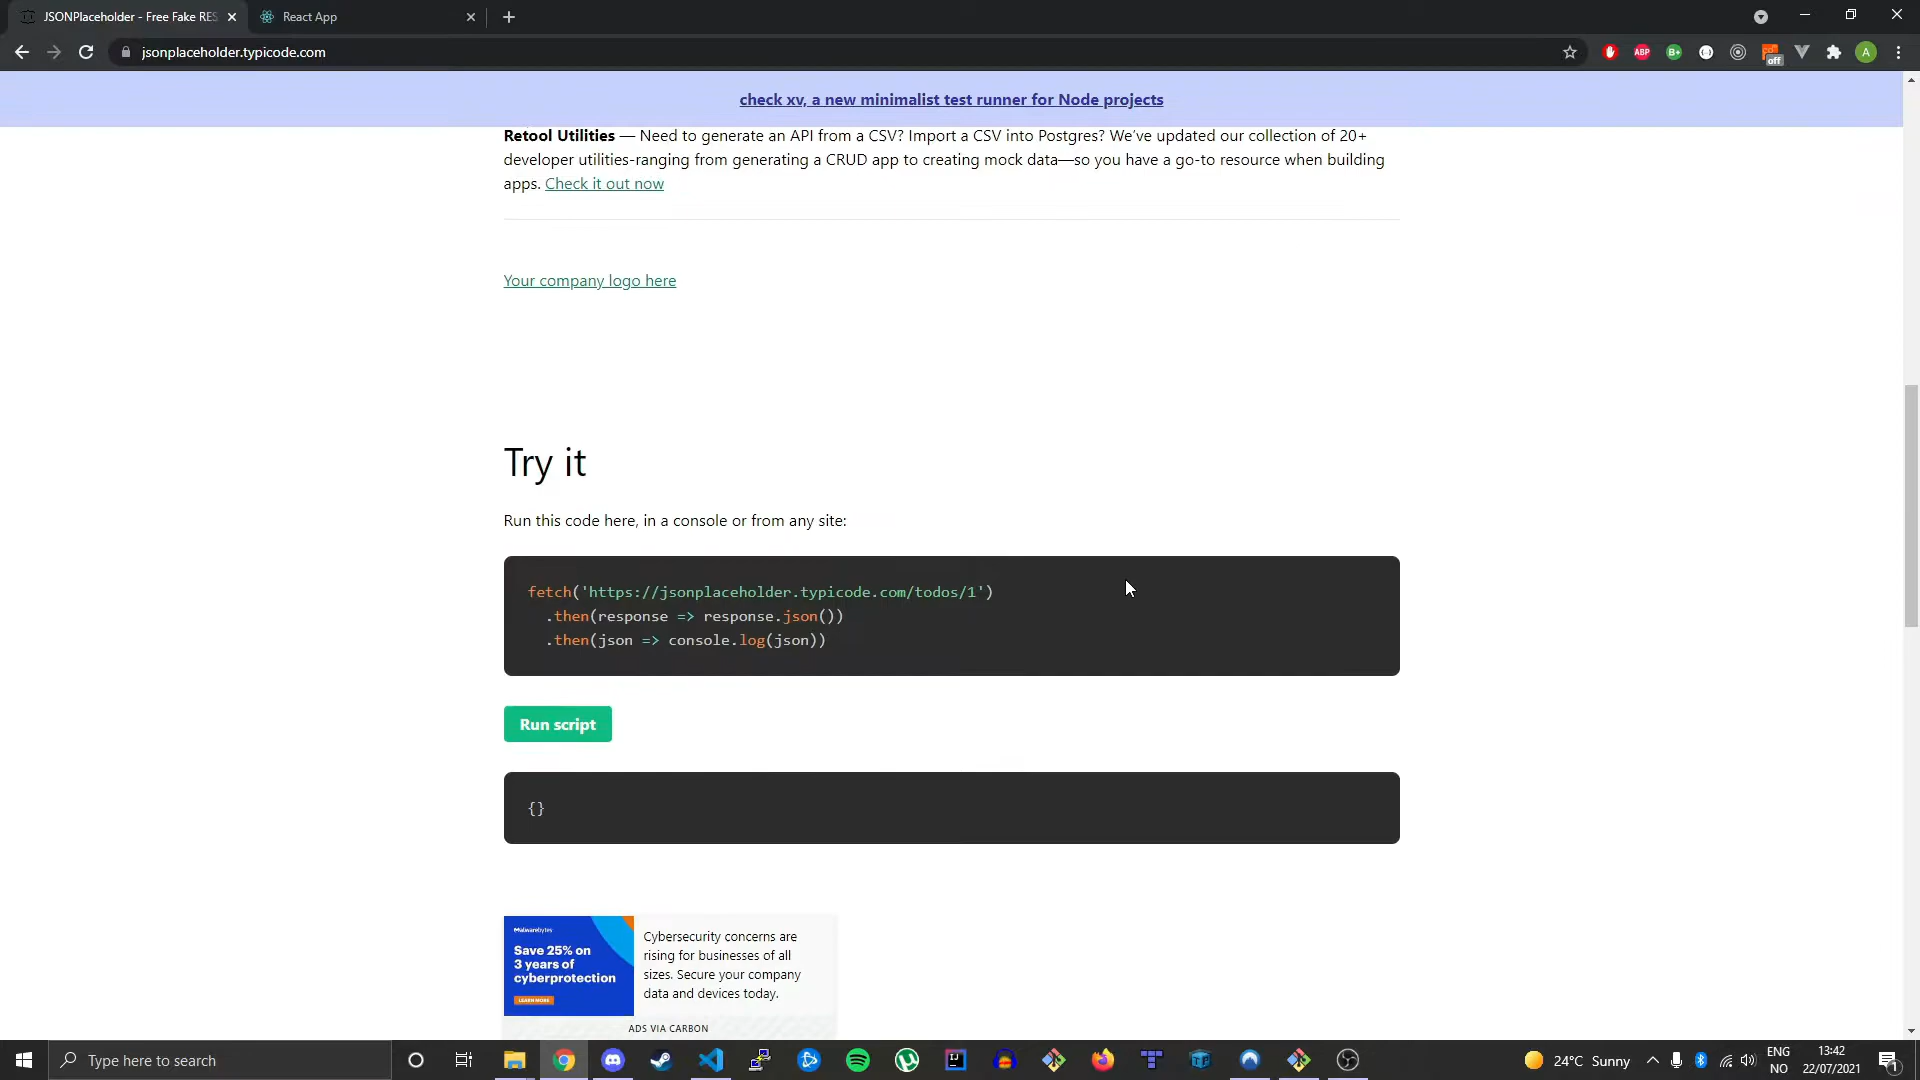 JSONPlaceholder - Free Fake RES
React App
jsonplaceholder.typicode.com
ABP
B+
off
A
check xv, a new minimalist test runner for Node projects
Retool Utilities — Need to generate an API from a CSV? Import a CSV into Postgres? We've updated our collection of 20+
developer utilities-ranging from generating a CRUD app to creating mock data—so you have a go-to resource when building
apps. Check it out now
Your company logo here
Try it
Run this code here, in a console or from any site:
fetch('https://jsonplaceholder.typicode.com/todos/1')
.then(response => response.json())
.then(json => console.log(json))
Run script
{}
Malwarebytes
Save 25% on
3 years of
cyberprotection
LEARN MORE
Cybersecurity concerns are
rising for businesses of all
sizes. Secure your company
data and devices today.
ADS VIA CARBON
Type here to search
24°C Sunny
ENG
NO
13:42
22/07/2021
1